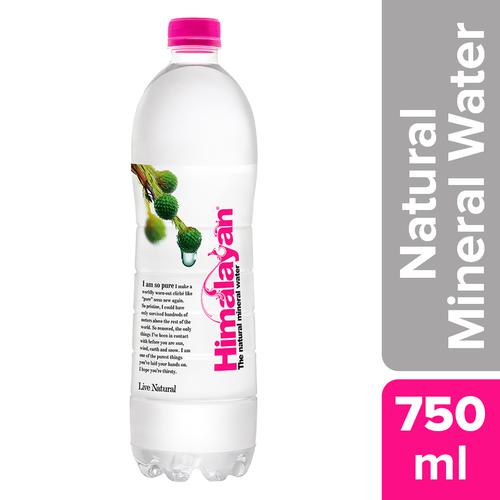 I am so pure I make a
worldly worn-out cliché like
"pure" seem new again.
So pristine, I could have
only survived hundreds of
meters above the rest of the
world. So removed, the only
things I've been in contact
with before you are sun,
wind, earth and snow. I am
one of the purest things
you've laid your hands on.
I hope you're thirsty.
Live Natural
Himalayan®
The natural mineral water
Natural
Mineral Water
750
ml